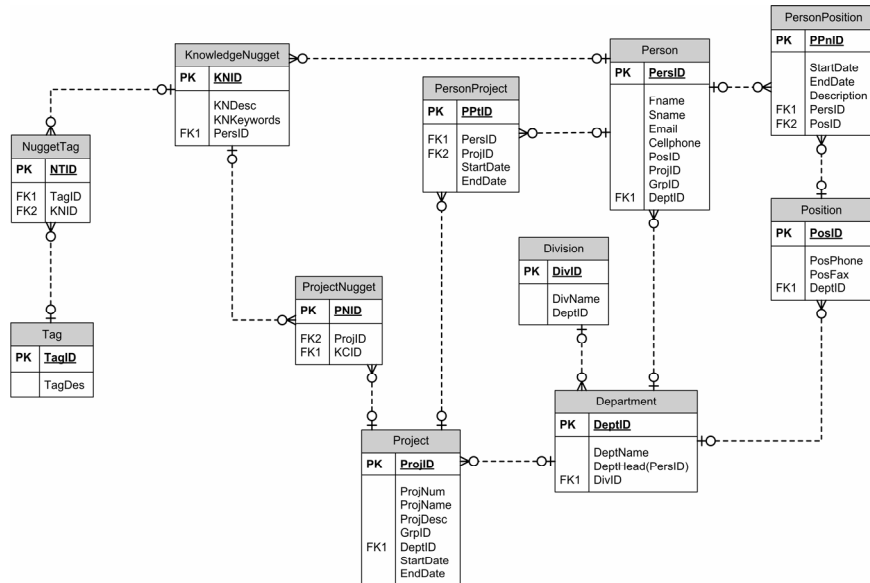 KnowledgeNugget
PK KNID
KNDesc
KNKeywords
FK1 PersID
Person
PK PersID
Fname
Sname
Email
Cellphone
PosID
ProjID
GrpID
FK1 DeptID
PersonPosition
PK PPnID
StartDate
EndDate
Description
FK1 PersID
FK2 PosID
PersonProject
PK PPtID
FK1 PersID
FK2 ProjID
StartDate
EndDate
NuggetTag
PK NTID
FK1 TagID
FK2 KNID
Position
PK PosID
PosPhone
PosFax
FK1 DeptID
Division
PK DivID
DivName
DeptID
ProjectNugget
PK PNID
FK2 ProjID
FK1 KCID
Tag
PK TagID
TagDes
Department
PK DeptID
DeptName
DeptHead(PersID)
FK1 DivID
Project
PK ProjID
ProjNum
ProjName
ProjDesc
GrpID
FK1 DeptID
StartDate
EndDate